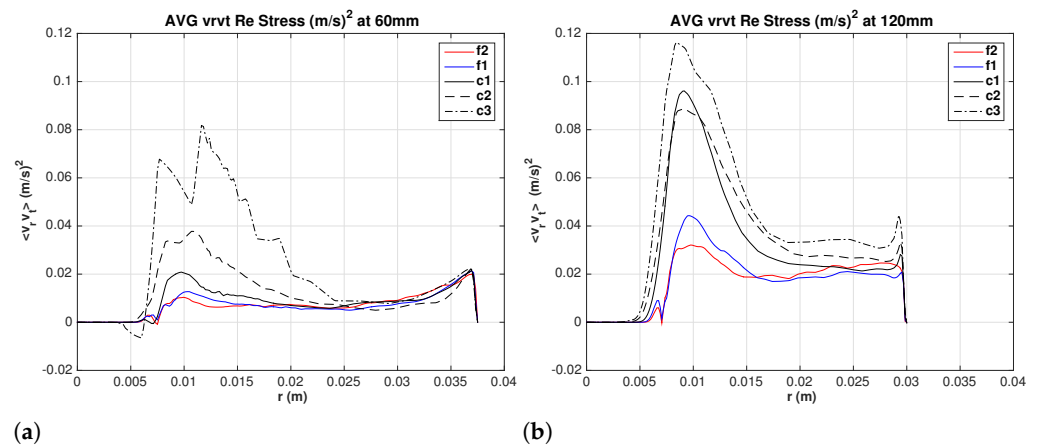 AVG vrvt Re Stress (m/s)² at 60mm
0.12
0.1
0.08
0.06
0.04
0.02
0
-0.02
<v_r v_t> (m/s)²
f2
f1
c1
c2
c3
0
0.005
0.01
0.015
0.02
0.025
0.03
0.035
0.04
r (m)
(a)
AVG vrvt Re Stress (m/s)² at 120mm
0.12
0.1
0.08
0.06
0.04
0.02
0
-0.02
<v_r v_t> (m/s)²
f2
f1
c1
c2
c3
0
0.005
0.01
0.015
0.02
0.025
0.03
0.035
0.04
r (m)
(b)